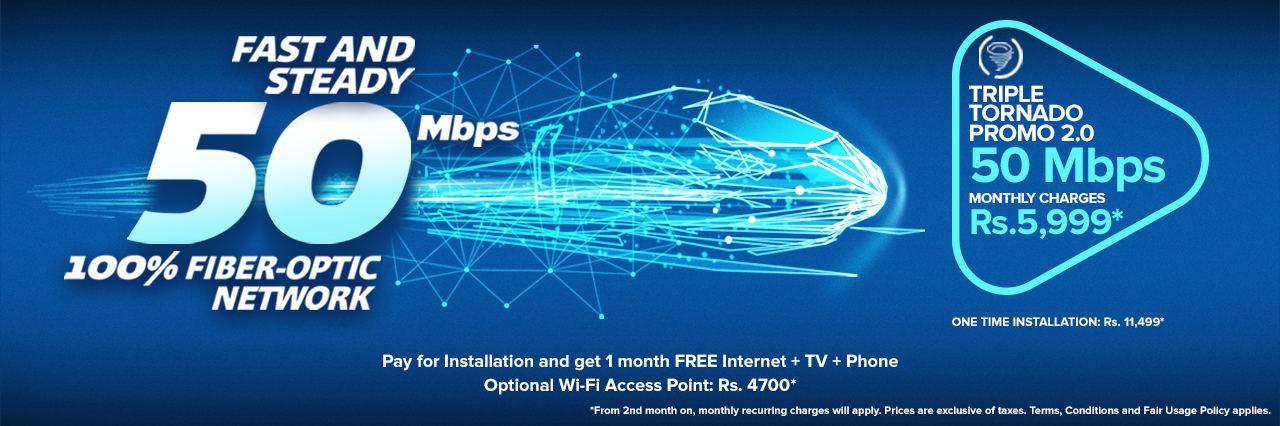 FAST AND
STEADY
50 Mbps
100% FIBER-OPTIC
NETWORK
TRIPLE
TORNADO
PROMO 2.0
50 Mbps
MONTHLY CHARGES
Rs.5,999*
ONE TIME INSTALLATION: Rs. 11,499*
Pay for Installation and get 1 month FREE Internet + TV + Phone
Optional Wi-Fi Access Point: Rs. 4700*
*From 2nd month on, monthly recurring charges will apply. Prices are exclusive of taxes. Terms, Conditions and Fair Usage Policy applies.